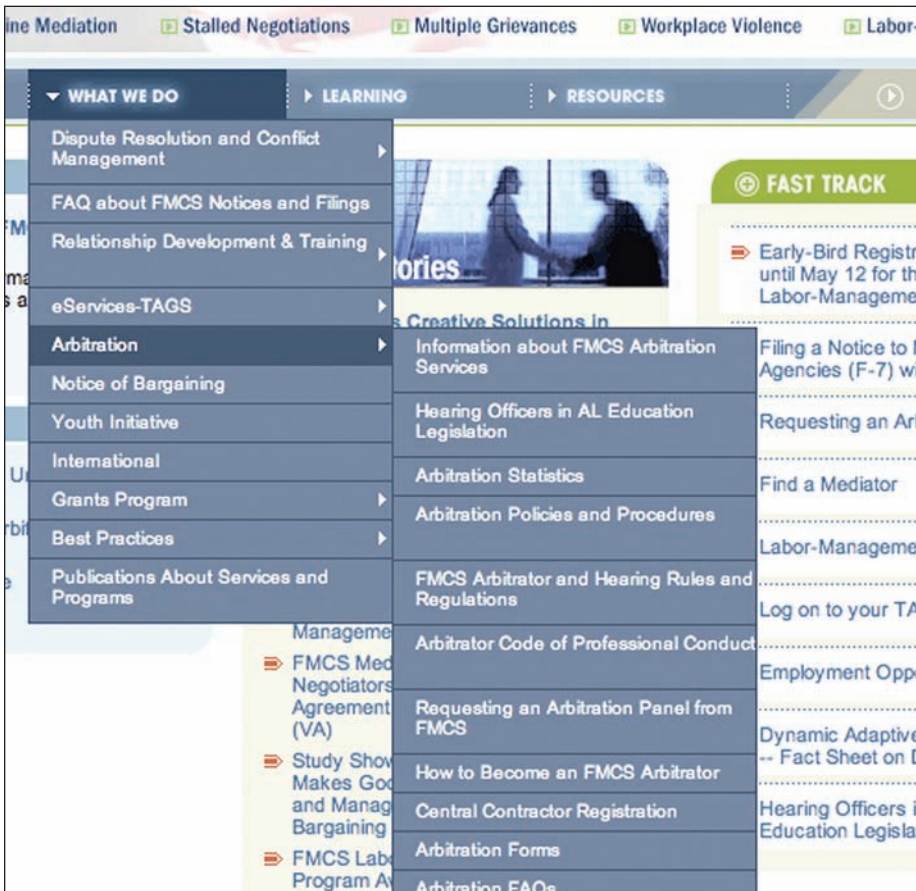 ine Mediation
Stalled Negotiations
Multiple Grievances
Workplace Violence
Labor-
WHAT WE DO
LEARNING
RESOURCES
Dispute Resolution and Conflict
Management
FAQ about FMCS Notices and Filings
Relationship Development & Training
eServices-TAGS
Arbitration
Notice of Bargaining
Youth Initiative
International
Grants Program
Best Practices
Publications About Services and
Programs
tories
s Creative Solutions in
Information about FMCS Arbitration
Services
Hearing Officers in AL Education
Legislation
Arbitration Statistics
Arbitration Policies and Procedures
FMCS Arbitrator and Hearing Rules and
Regulations
Arbitrator Code of Professional Conduct
Requesting an Arbitration Panel from
FMCS
How to Become an FMCS Arbitrator
Central Contractor Registration
Arbitration Forms
Arbitration FAQs
Manageme
FMCS Med
Negotiators
Agreement
(VA)
Study Show
Makes Goo
and Manag
Bargaining
FMCS Labo
Program Aw
FAST TRACK
Early-Bird Registr
until May 12 for th
Labor-Manageme
Filing a Notice to
Agencies (F-7) wi
Requesting an Ar
Find a Mediator
Labor-Manageme
Log on to your TA
Employment Oppo
Dynamic Adaptive
-- Fact Sheet on D
Hearing Officers i
Education Legisla